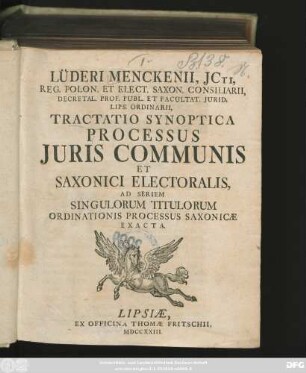 LÜDERI MENCKENII, JCTI,
REG. POLON. ET ELECT. SAXON. CONSILIARII,
DECRETAL. PROF. PUBL. ET FACULTAT. JURID.
LIPS. ORDINARII,
TRACTATIO SYNOPTICA
PROCESSUS
JURIS COMMUNIS
ET
SAXONICI ELECTORALIS,
AD SERIEM
SINGULORUM TITULORUM
ORDINATIONIS PROCESSUS SAXONICÆ
EXACTA.
LIPSIÆ,
EX OFFICINA THOMÆ FRITSCHII,
MDCCXXIII.